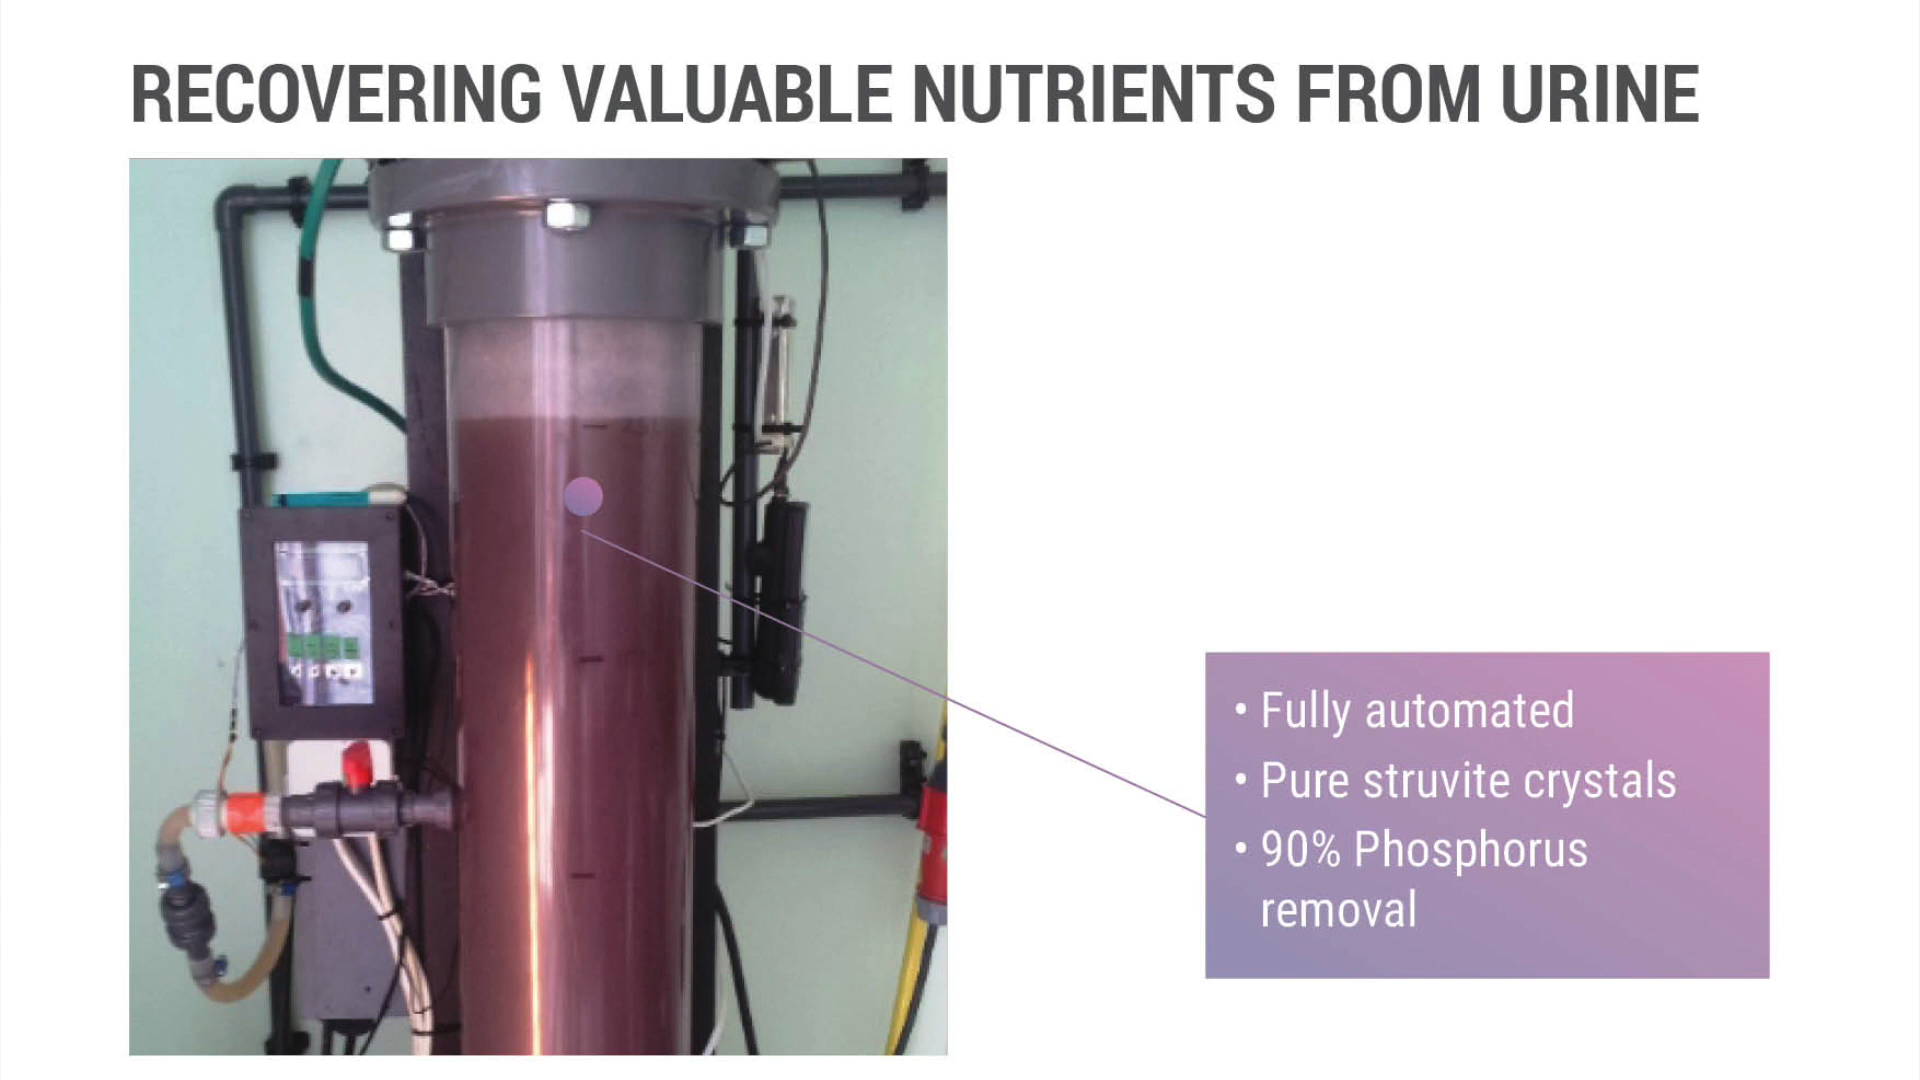 RECOVERING VALUABLE NUTRIENTS FROM URINE
• Fully automated
• Pure struvite crystals
• 90% Phosphorus
removal